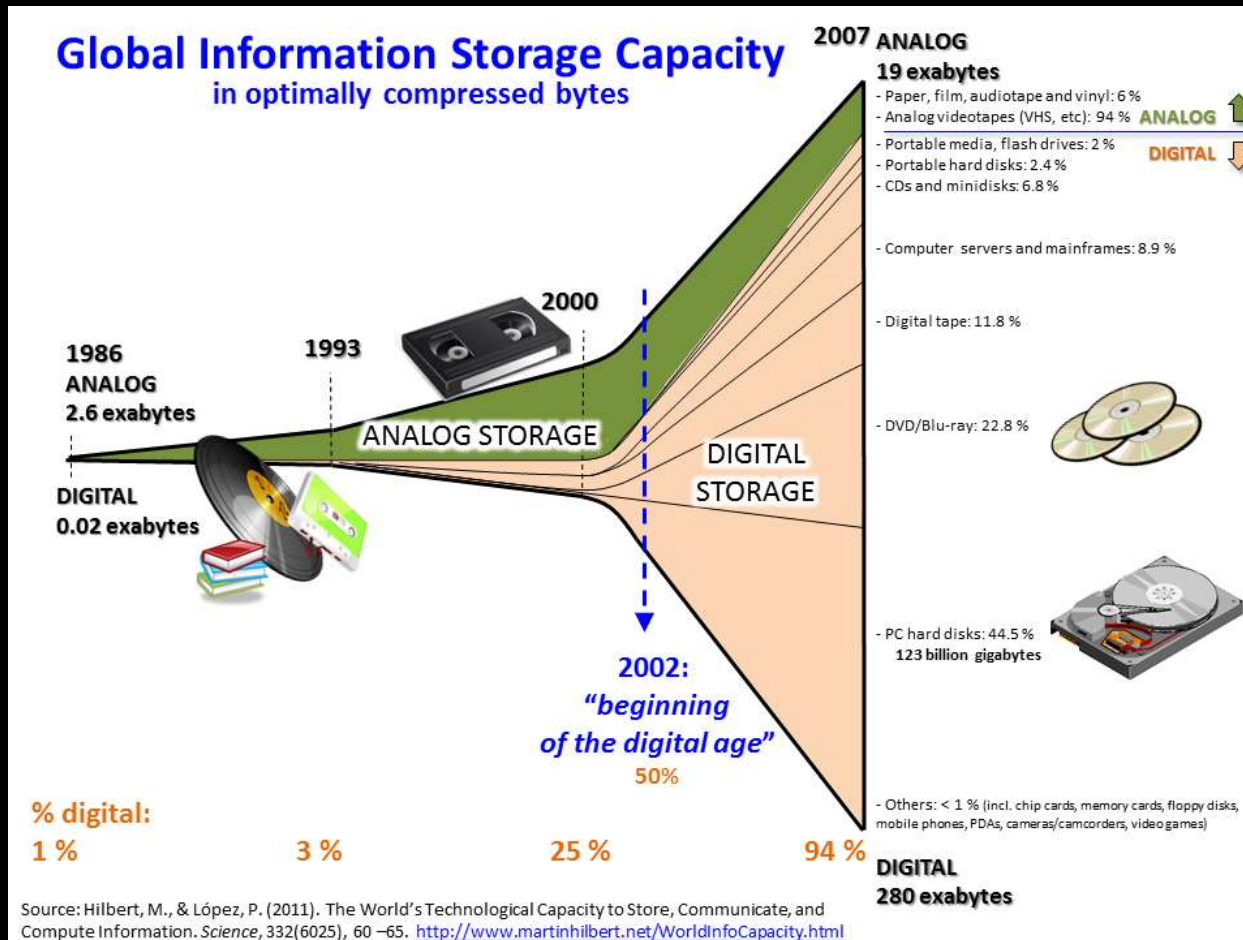 Global Information Storage Capacity
in optimally compressed bytes
2007
ANALOG
19 exabytes
- Paper, film, audiotape and vinyl: 6 %
- Analog videotapes (VHS, etc): 94 %
ANALOG
DIGITAL
- Portable media, flash drives: 2 %
- Portable hard disks: 2.4 %
- CDs and minidisks: 6.8 %
- Computer servers and mainframes: 8.9 %
- Digital tape: 11.8 %
- DVD/Blu-ray: 22.8 %
- PC hard disks: 44.5 %
123 billion gigabytes
- Others: < 1 % (incl. chip cards, memory cards, floppy disks,
mobile phones, PDAs, cameras/camcorders, video games)
DIGITAL
280 exabytes
1986
ANALOG
2.6 exabytes
DIGITAL
0.02 exabytes
1993
2000
ANALOG STORAGE
DIGITAL
STORAGE
2002:
“beginning
of the digital age”
50%
% digital:
1 %
3 %
25 %
94 %
Source: Hilbert, M., & López, P. (2011). The World’s Technological Capacity to Store, Communicate, and
Compute Information. Science, 332(6025), 60 –65. http://www.martinhilbert.net/WorldInfoCapacity.html